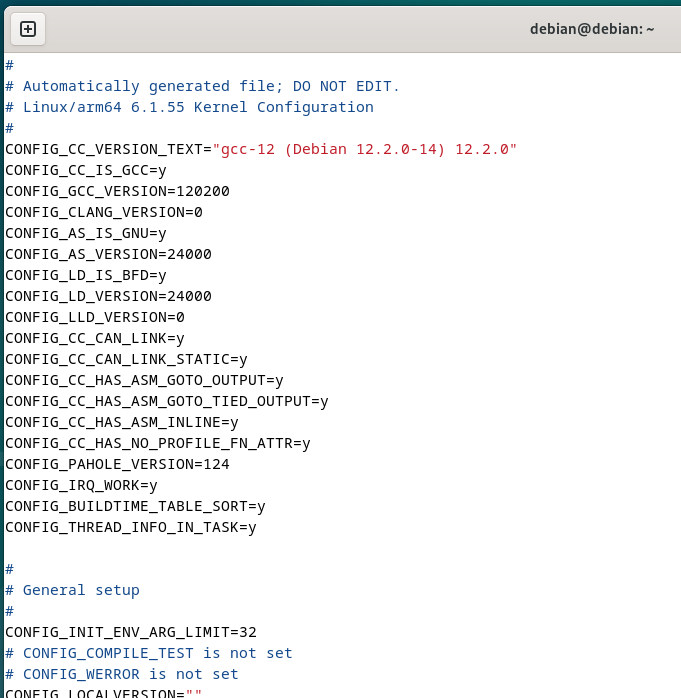 debian@debian: ~
#
# Automatically generated file; DO NOT EDIT.
# Linux/arm64 6.1.55 Kernel Configuration
#
CONFIG_CC_VERSION_TEXT="gcc-12 (Debian 12.2.0-14) 12.2.0"
CONFIG_CC_IS_GCC=y
CONFIG_GCC_VERSION=120200
CONFIG_CLANG_VERSION=0
CONFIG_AS_IS_GNU=y
CONFIG_AS_VERSION=24000
CONFIG_LD_IS_BFD=y
CONFIG_LD_VERSION=24000
CONFIG_LLD_VERSION=0
CONFIG_CC_CAN_LINK=y
CONFIG_CC_CAN_LINK_STATIC=y
CONFIG_CC_HAS_ASM_GOTO_OUTPUT=y
CONFIG_CC_HAS_ASM_GOTO_TIED_OUTPUT=y
CONFIG_CC_HAS_ASM_INLINE=y
CONFIG_CC_HAS_NO_PROFILE_FN_ATTR=y
CONFIG_PAHOLE_VERSION=124
CONFIG_IRQ_WORK=y
CONFIG_BUILDTIME_TABLE_SORT=y
CONFIG_THREAD_INFO_IN_TASK=y
#
# General setup
#
CONFIG_INIT_ENV_ARG_LIMIT=32
# CONFIG_COMPILE_TEST is not set
# CONFIG_WERROR is not set
CONFIG_LOCALVERSION=""